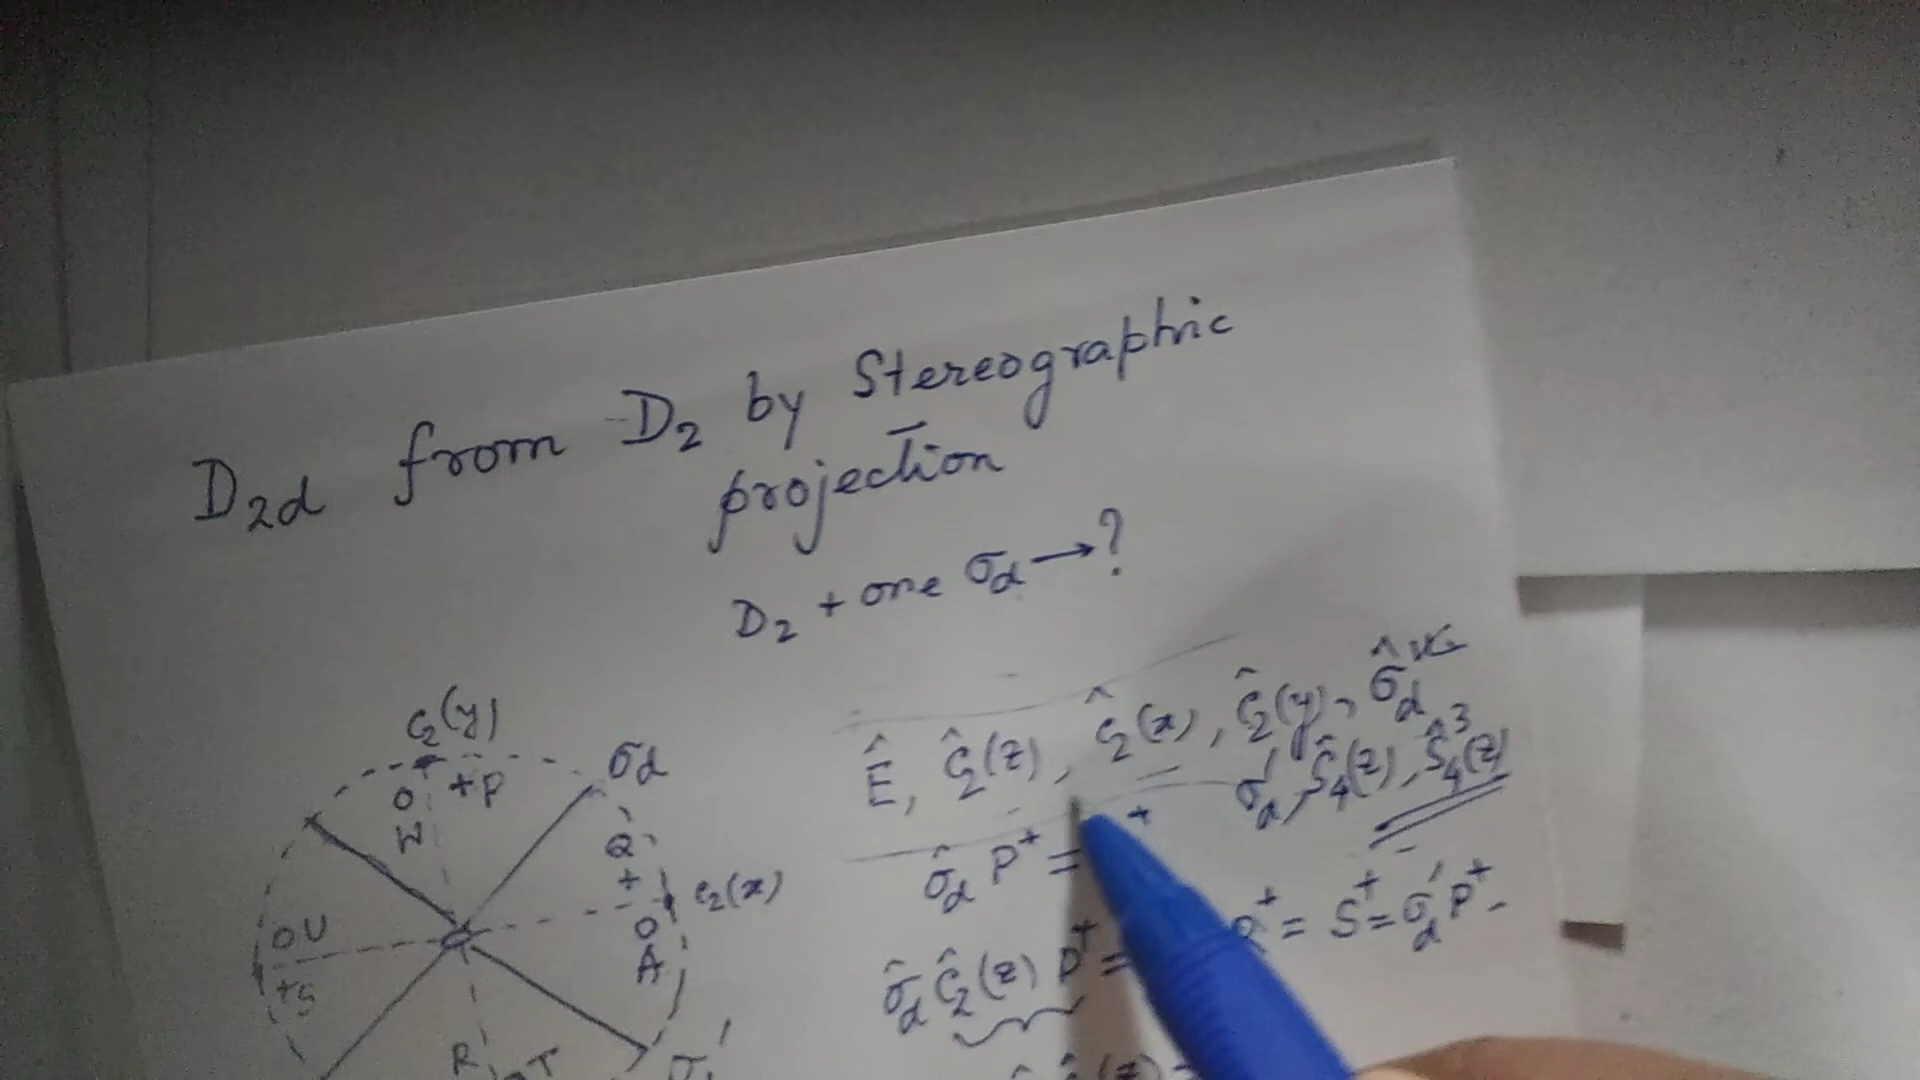 D2d from D2 by Stereographic
projection
D2 + one σd → ?
C2(y)
σd
O +P
W
Q
+
C2(x)
O
A
OU
+S
R
T
Ê, Ĉ2(z), Ĉ2(x), Ĉ2(y), σ̂d
σd', Ŝ4(z), Ŝ4³(z)
σ̂d P⁺ =
σ̂d Ĉ2(z) P⁺ = = S⁺ = σd' P⁺